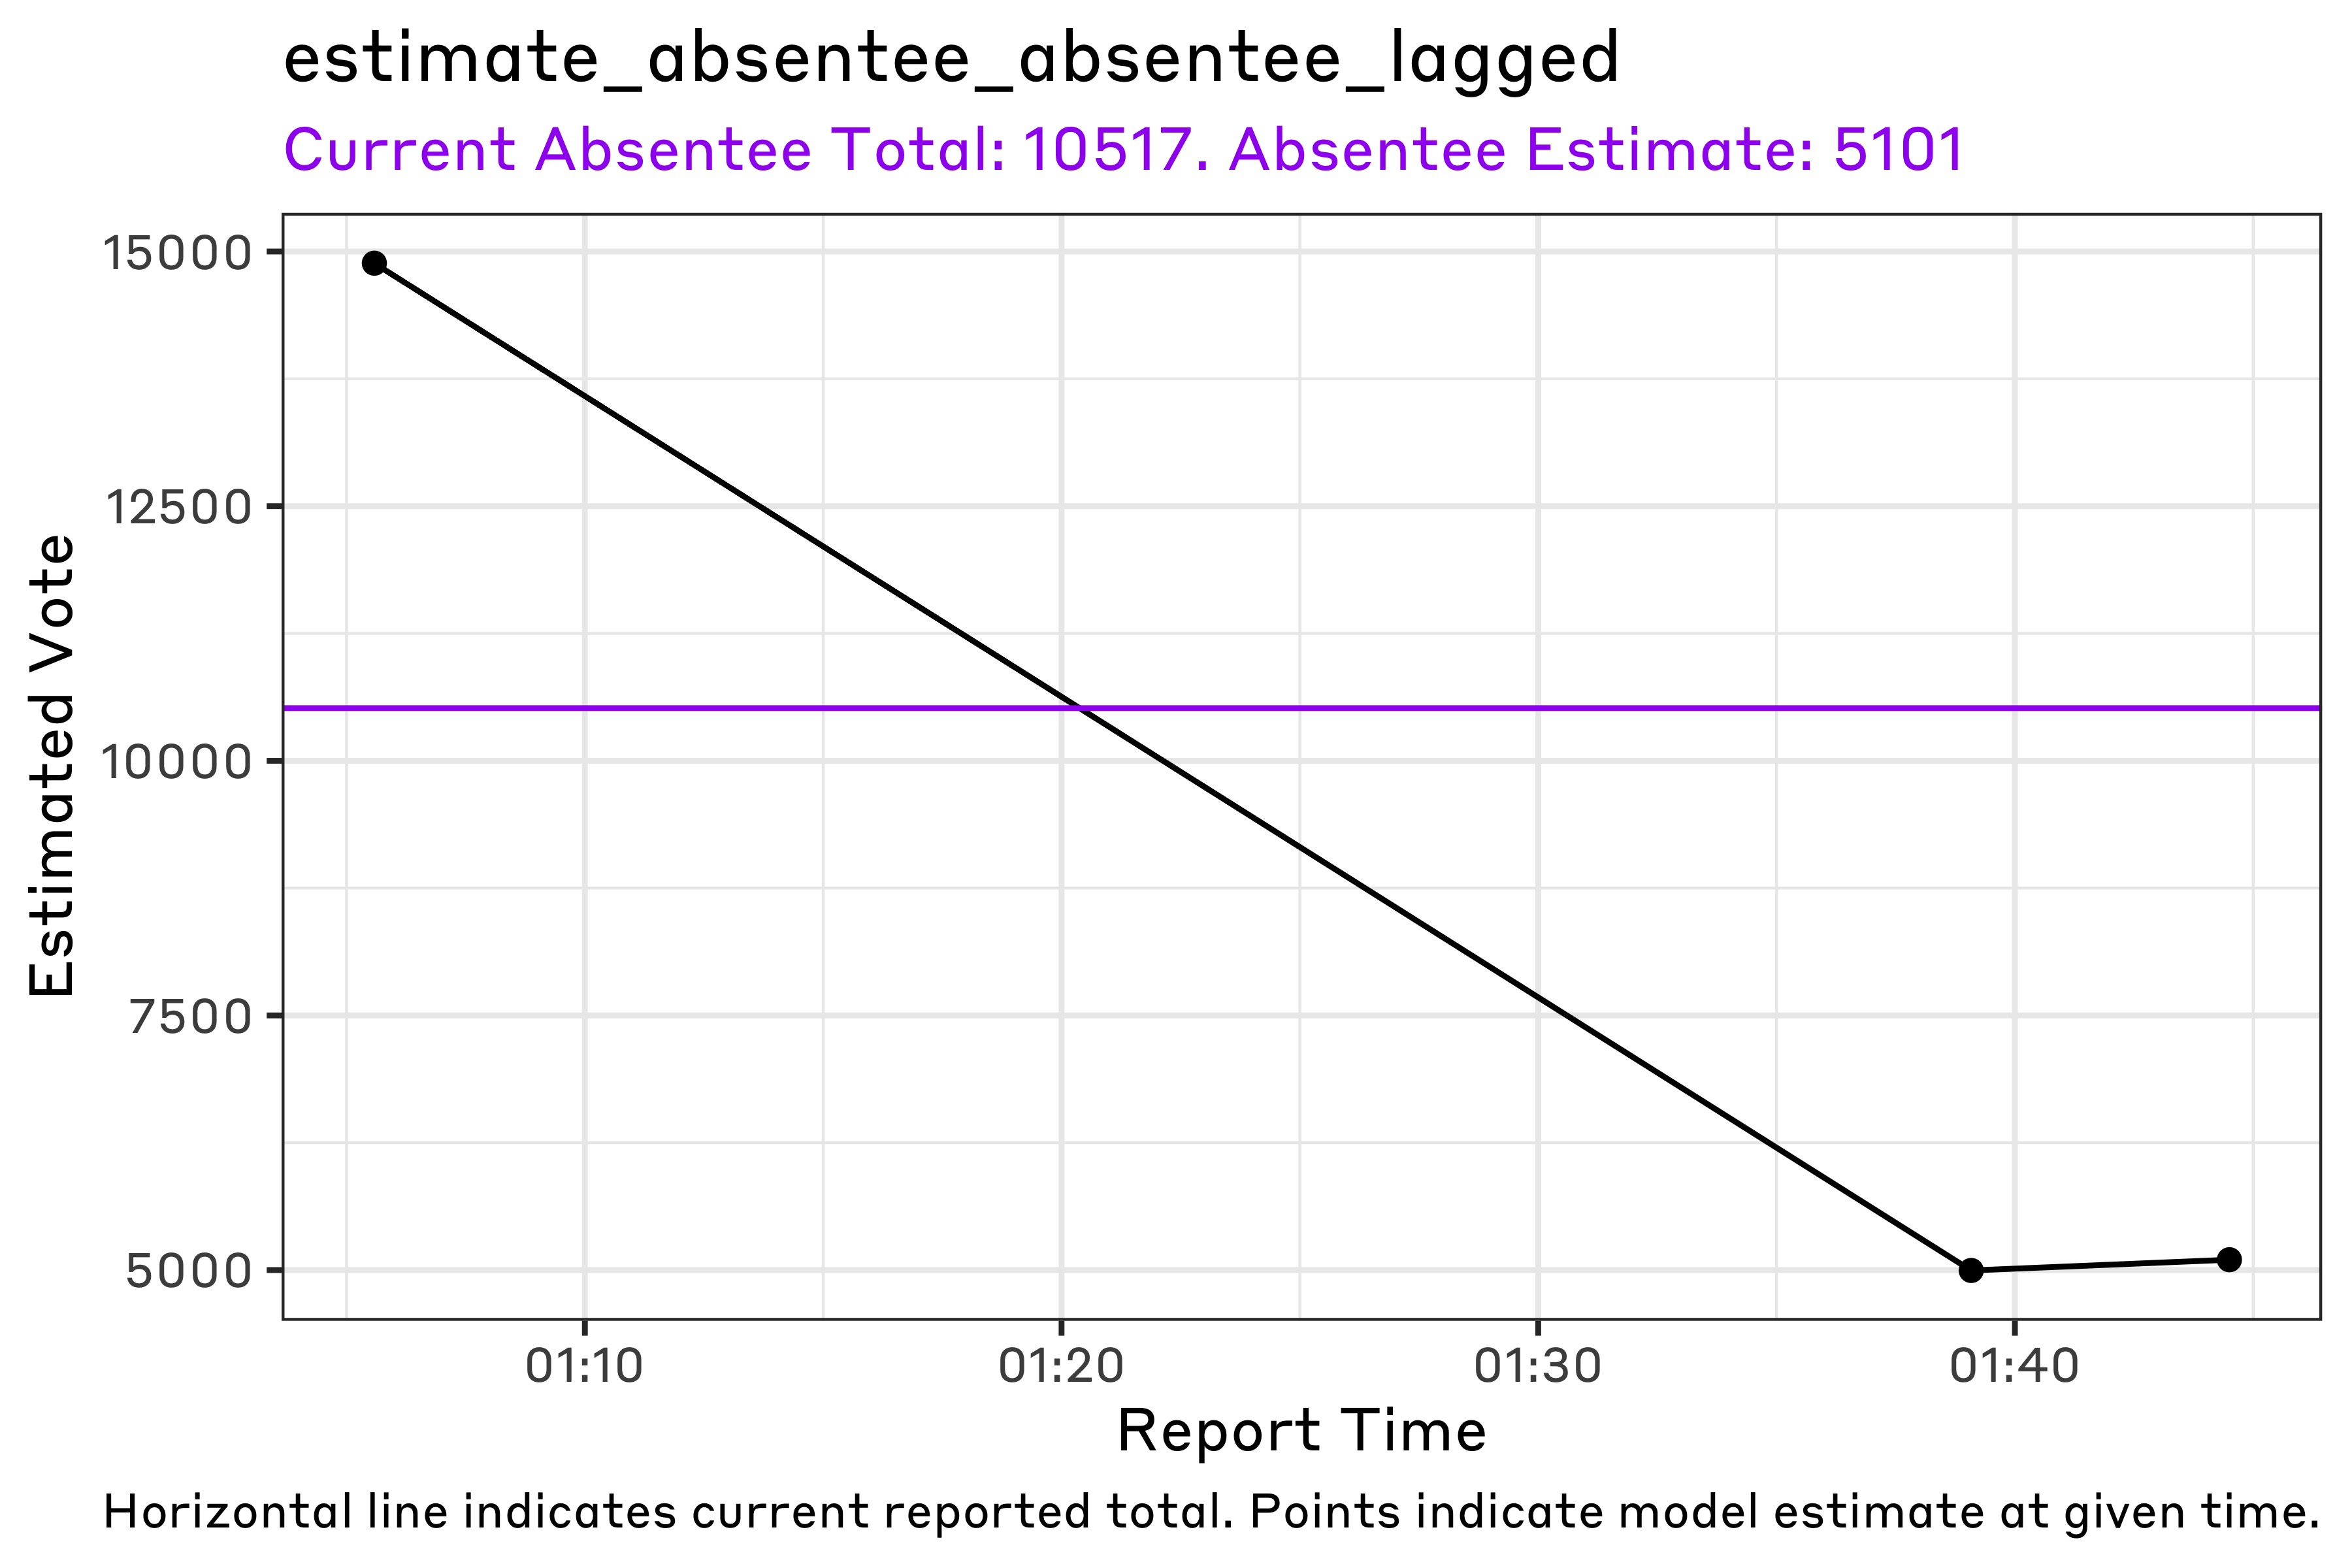 estimate_absentee_absentee_lagged
Current Absentee Total: 10517. Absentee Estimate: 5101
15000
12500
10000
7500
5000
Estimated Vote
01:10 01:20 01:30 01:40
Report Time
Horizontal line indicates current reported total. Points indicate model estimate at given time.